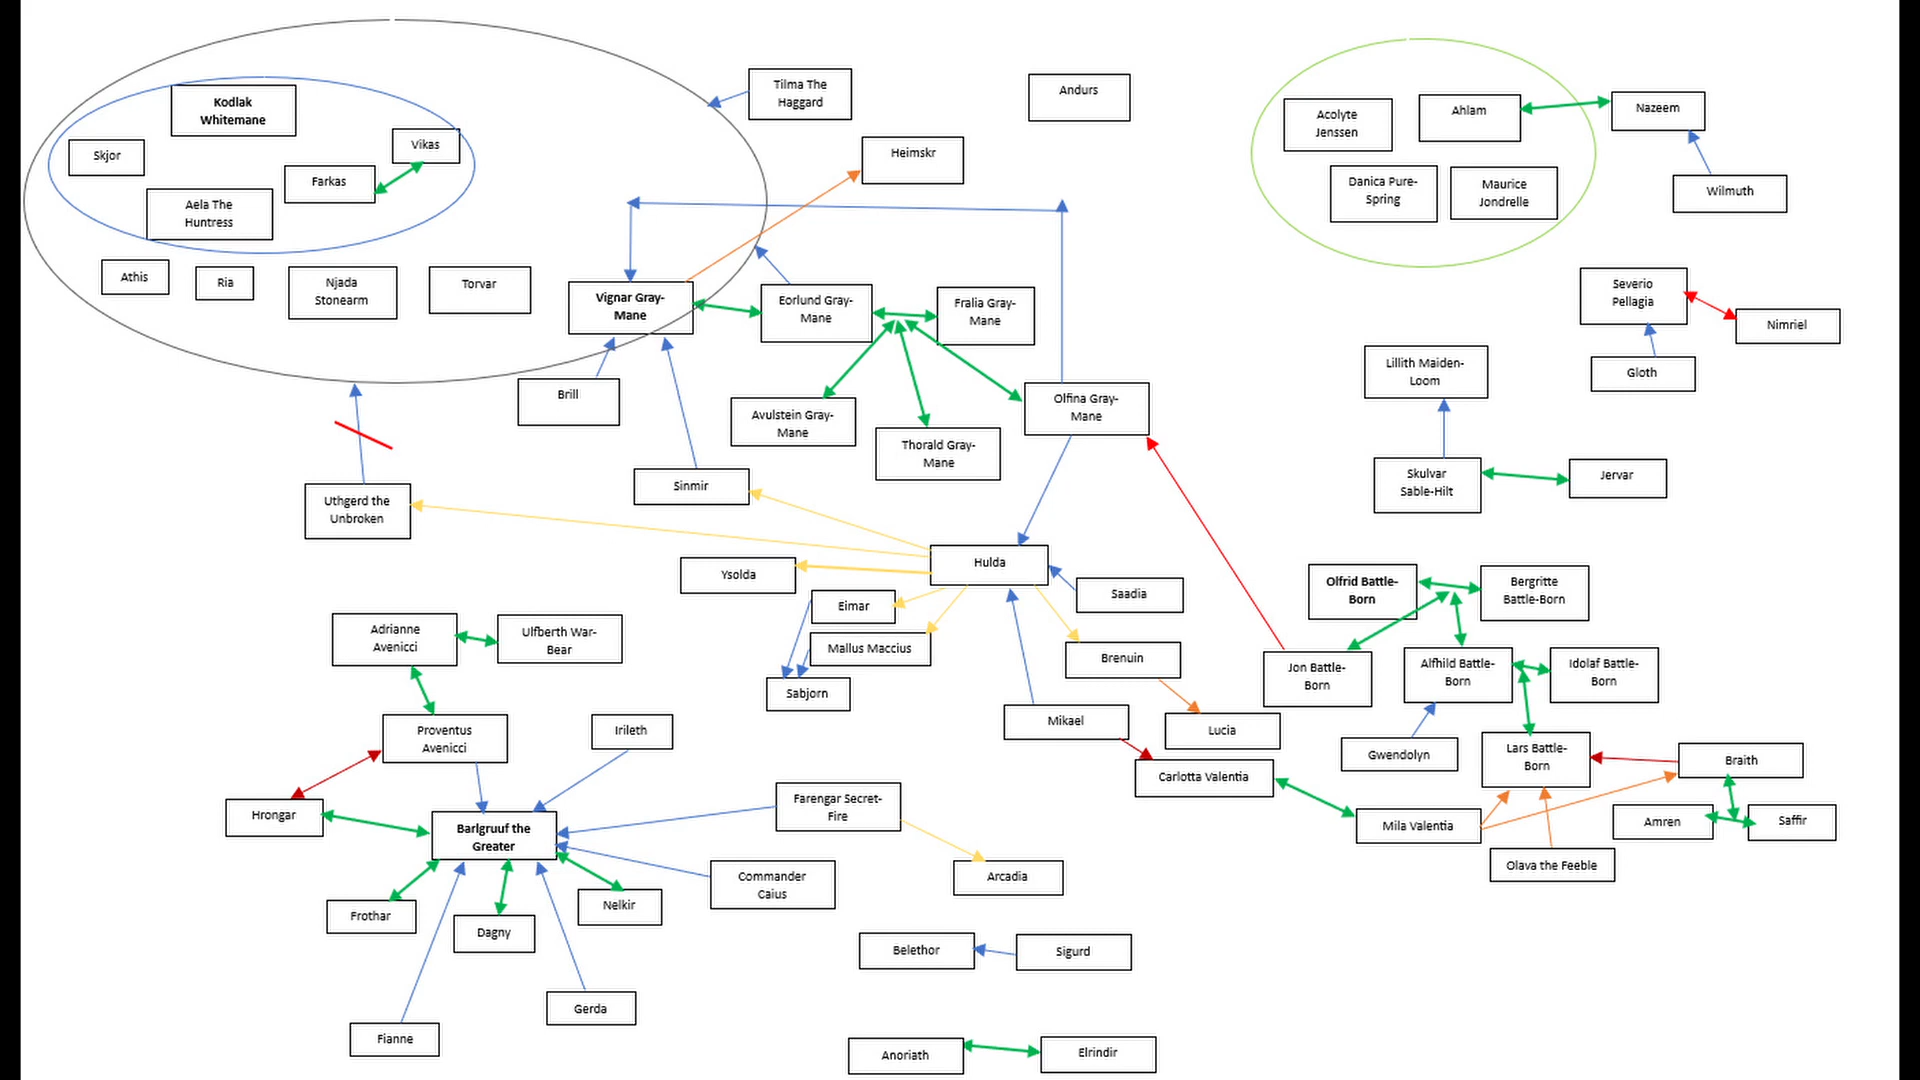 Tilma The
Haggard
Andurs
Kodlak
Whitemane
Acolyte
Jenssen
Ahlam
Nazeem
Skjor
Vikas
Heimskr
Farkas
Danica Pure-
Spring
Maurice
Jondrelle
Wilmuth
Aela The
Huntress
Athis
Ria
Njada
Stonearm
Torvar
Vignar Gray-
Mane
Eorlund Gray-
Mane
Fralia Gray-
Mane
Severio
Pellagia
Nimriel
Lillith Maiden-
Loom
Gloth
Brill
Avulstein Gray-
Mane
Thorald Gray-
Mane
Olfina Gray-
Mane
Uthgerd the
Unbroken
Sinmir
Skulvar
Sable-Hilt
Jervar
Hulda
Ysolda
Eimar
Saadia
Olfrid Battle-
Born
Bergritte
Battle-Born
Adrianne
Avenicci
Ulfberth War-
Bear
Mallus Maccius
Brenuin
Sabjorn
Jon Battle-
Born
Alfhild Battle-
Born
Idolaf Battle-
Born
Proventus
Avenicci
Irileth
Mikael
Lucia
Gwendolyn
Lars Battle-
Born
Braith
Carlotta Valentia
Hrongar
Barlgruuf the
Greater
Farengar Secret-
Fire
Mila Valentia
Amren
Saffir
Olava the Feeble
Commander
Caius
Arcadia
Frothar
Dagny
Nelkir
Belethor
Sigurd
Gerda
Fianne
Anoriath
Elrindir